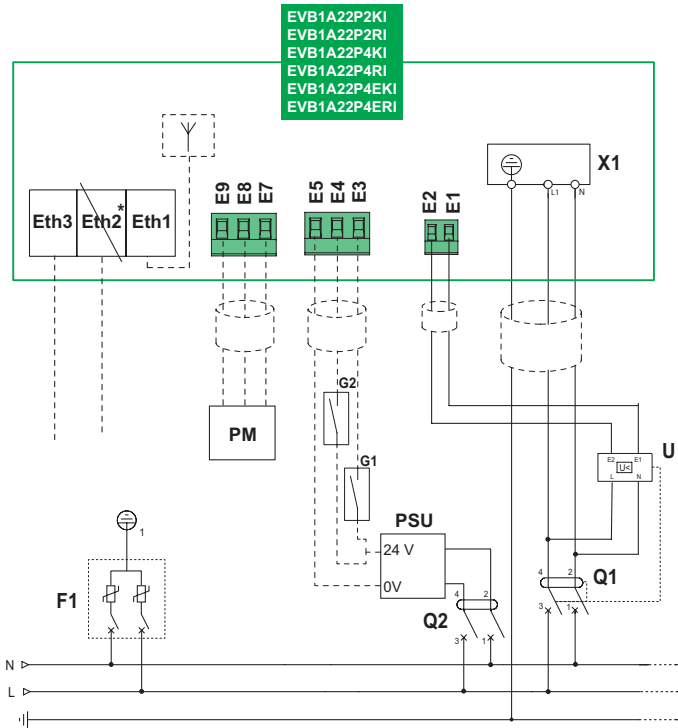 EVB1A22P2KI
EVB1A22P2RI
EVB1A22P4KI
EVB1A22P4RI
EVB1A22P4EKI
EVB1A22P4ERI
X1
L1 N
Eth3 Eth2* Eth1
E9 E8 E7
E5 E4 E3
E2 E1
G2
G1
PM
U
E2 E1
U<
L N
PSU
24 V
0V
Q2
4 2
3 1
Q1
4 2
3 1
1
F1
N
L